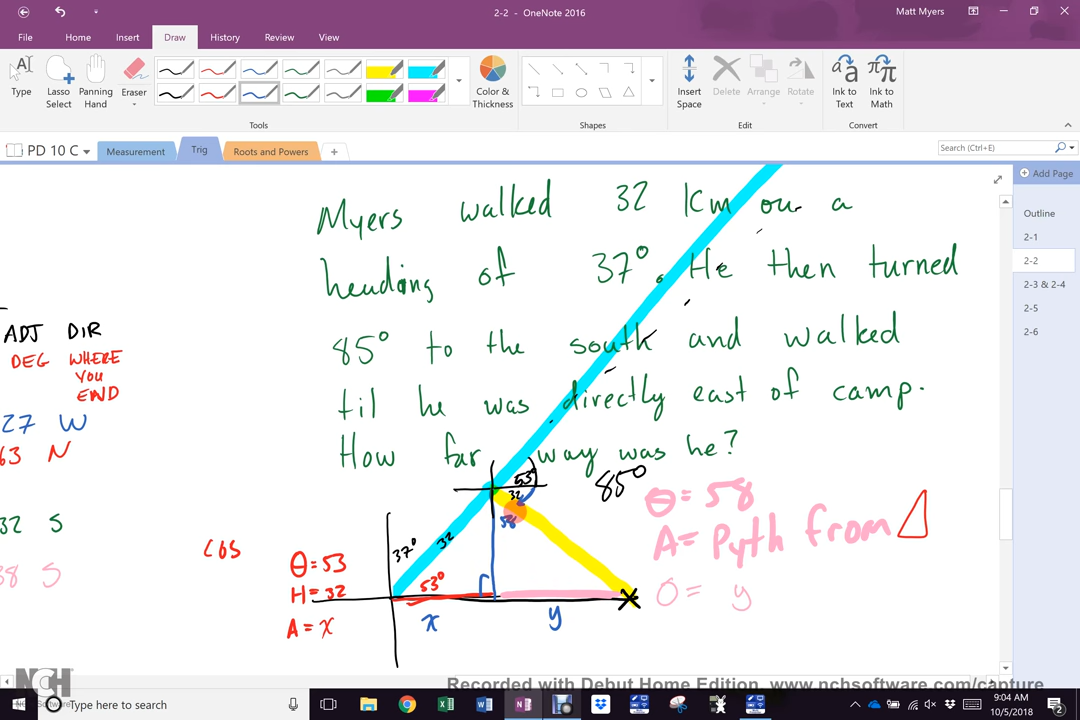 2-2 - OneNote 2016
Matt Myers
File
Home
Insert
Draw
History
Review
View
Type
Lasso
Select
Panning
Hand
Eraser
Color &
Thickness
Insert
Space
Delete
Arrange
Rotate
Ink to
Text
Ink to
Math
Tools
Shapes
Edit
Convert
PD 10 C
Measurement
Trig
Roots and Powers
Search (Ctrl+E)
Add Page
Outline
2-1
2-2
2-3 & 2-4
2-5
2-6
Myers walked 32 Km on a
heading of 37°. He then turned
85° to the south and walked
til he was directly east of camp.
How far way was he?
ADJ DIR
DEG WHERE
YOU
END
27 W
63 N
32 S
38 S
COS
θ = 53
H = 32
A = x
37°
32
53°
53°
32
58
85°
x
y
θ = 58
A = Pyth from
O = y
NCH
Software
Recorded with Debut Home Edition. www.nchsoftware.com/capture
Type here to search
9:04 AM
10/5/2018
2